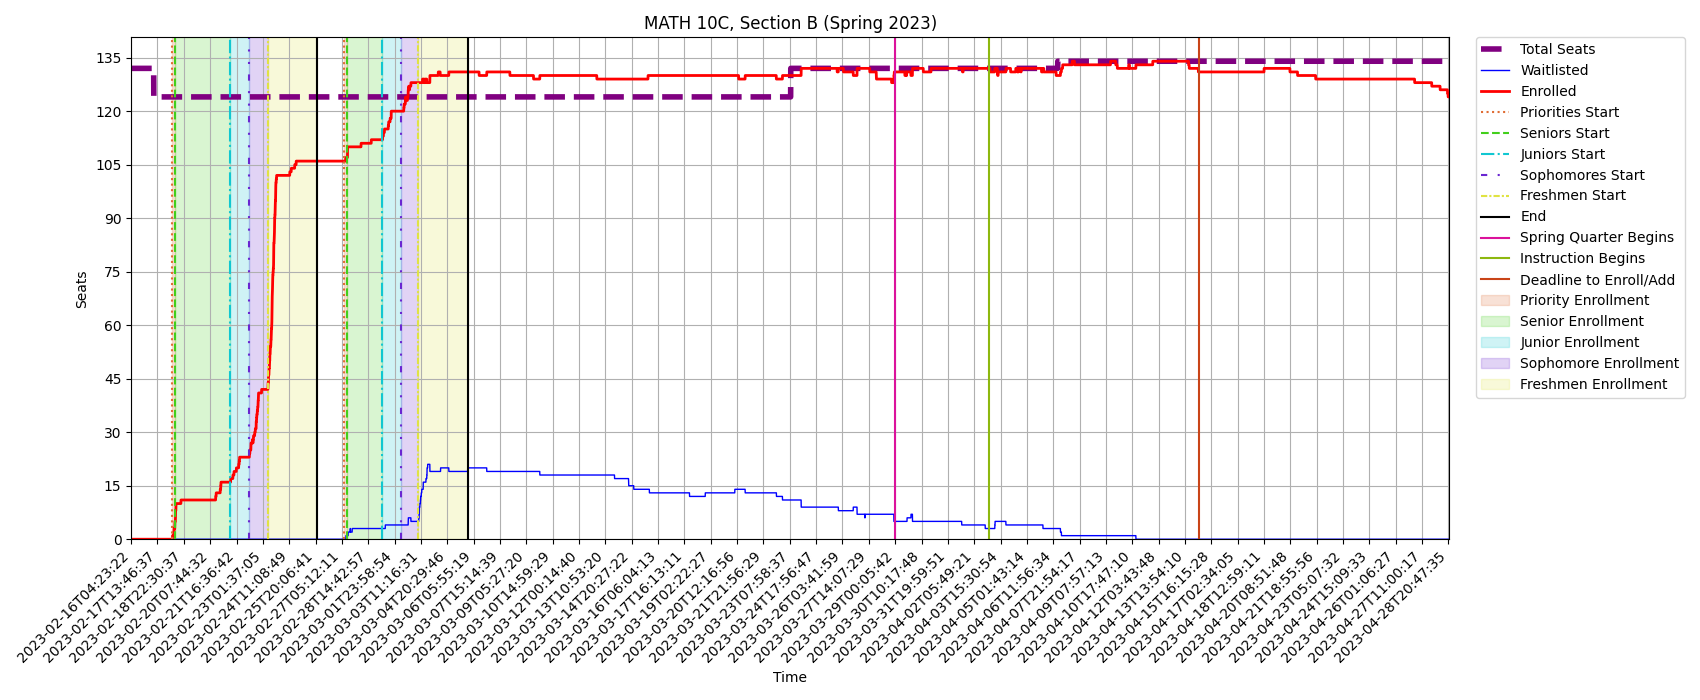 MATH 10C, Section B (Spring 2023)
Seats
135
120
105
90
75
60
45
30
15
0
2023-02-16T04:23:22
2023-02-17T13:46:37
2023-02-18T22:30:37
2023-02-20T07:44:32
2023-02-21T16:36:42
2023-02-23T01:37:05
2023-02-24T11:08:49
2023-02-25T20:06:41
2023-02-27T05:12:11
2023-02-28T14:42:57
2023-03-01T23:58:54
2023-03-03T11:16:31
2023-03-04T20:29:46
2023-03-06T05:55:19
2023-03-07T15:14:39
2023-03-09T05:27:20
2023-03-10T14:59:29
2023-03-12T00:14:40
2023-03-13T10:53:20
2023-03-14T20:27:22
2023-03-16T06:04:13
2023-03-17T16:13:11
2023-03-19T02:22:27
2023-03-20T12:16:56
2023-03-21T21:56:29
2023-03-23T07:58:37
2023-03-24T17:56:47
2023-03-26T03:41:59
2023-03-27T14:07:29
2023-03-29T00:05:42
2023-03-30T10:17:48
2023-03-31T19:59:51
2023-04-02T05:49:21
2023-04-03T15:30:54
2023-04-05T01:43:14
2023-04-06T11:56:34
2023-04-07T21:54:17
2023-04-09T07:57:13
2023-04-10T17:47:10
2023-04-12T03:43:48
2023-04-13T13:54:10
2023-04-15T16:15:28
2023-04-17T02:34:05
2023-04-18T12:59:11
2023-04-20T08:51:48
2023-04-21T18:55:56
2023-04-23T05:07:32
2023-04-24T15:09:33
2023-04-26T01:06:27
2023-04-27T11:00:17
2023-04-28T20:47:35
Time
Total Seats
Waitlisted
Enrolled
Priorities Start
Seniors Start
Juniors Start
Sophomores Start
Freshmen Start
End
Spring Quarter Begins
Instruction Begins
Deadline to Enroll/Add
Priority Enrollment
Senior Enrollment
Junior Enrollment
Sophomore Enrollment
Freshmen Enrollment